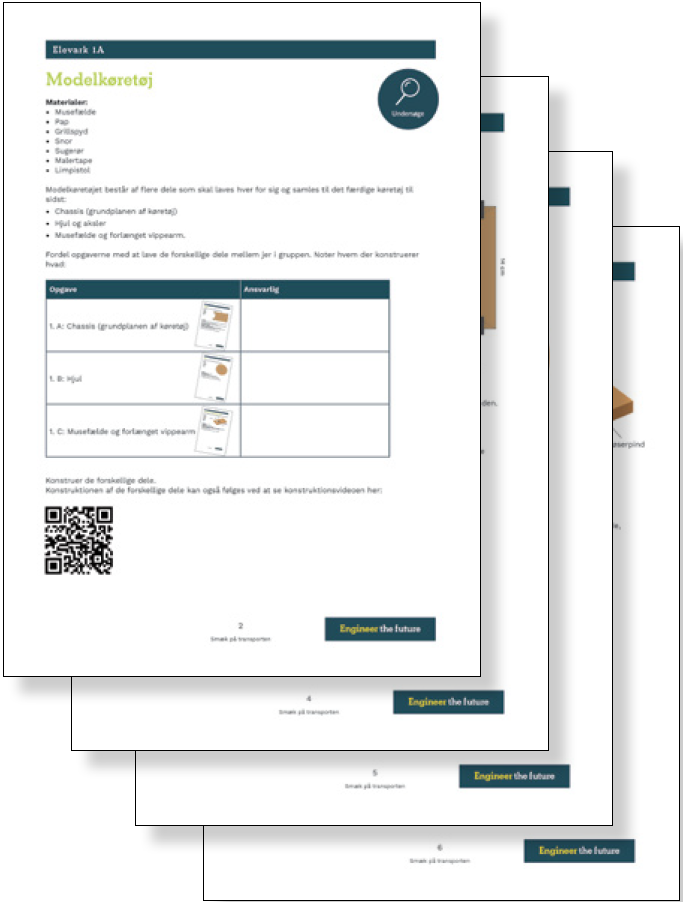 Elevark 1A
Modelkøretøj
Undersøge
Materialer:
• Musefælde
• Pap
• Grillspyd
• Snor
• Sugerør
• Malertape
• Limpistol
Modelkøretøjet består af flere dele som skal laves hver for sig og samles til det færdige køretøj til
sidst:
• Chassis (grundplanen af køretøj)
• Hjul og aksler
• Musefælde og forlænget vippearm.
Fordel opgaverne med at lave de forskellige dele mellem jer i gruppen. Noter hvem der konstruerer
hvad:
Opgave Ansvarlig
1. A: Chassis (grundplanen af køretøj)
1. B: Hjul
1. C: Musefælde og forlænget vippearm
Konstruer de forskellige dele.
Konstruktionen af de forskellige dele kan også følges ved at se konstruktionsvideoen her:
2
Smæk på transporten
Engineer the future
den.
4
Smæk på transporten
Engineer the future
5
Smæk på transporten
Engineer the future
serpind
le,
6
Smæk på transporten
Engineer the future